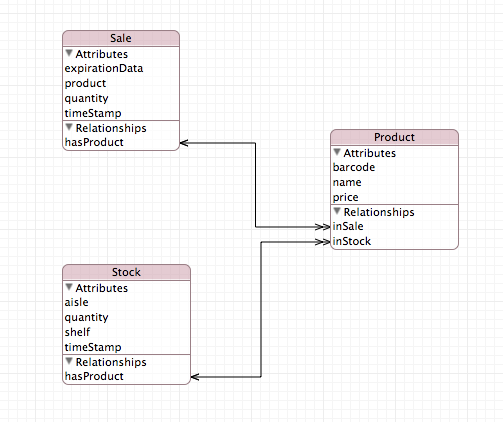 Sale
Attributes
expirationData
product
quantity
timeStamp
Relationships
hasProduct
Product
Attributes
barcode
name
price
Relationships
inSale
inStock
Stock
Attributes
aisle
quantity
shelf
timeStamp
Relationships
hasProduct